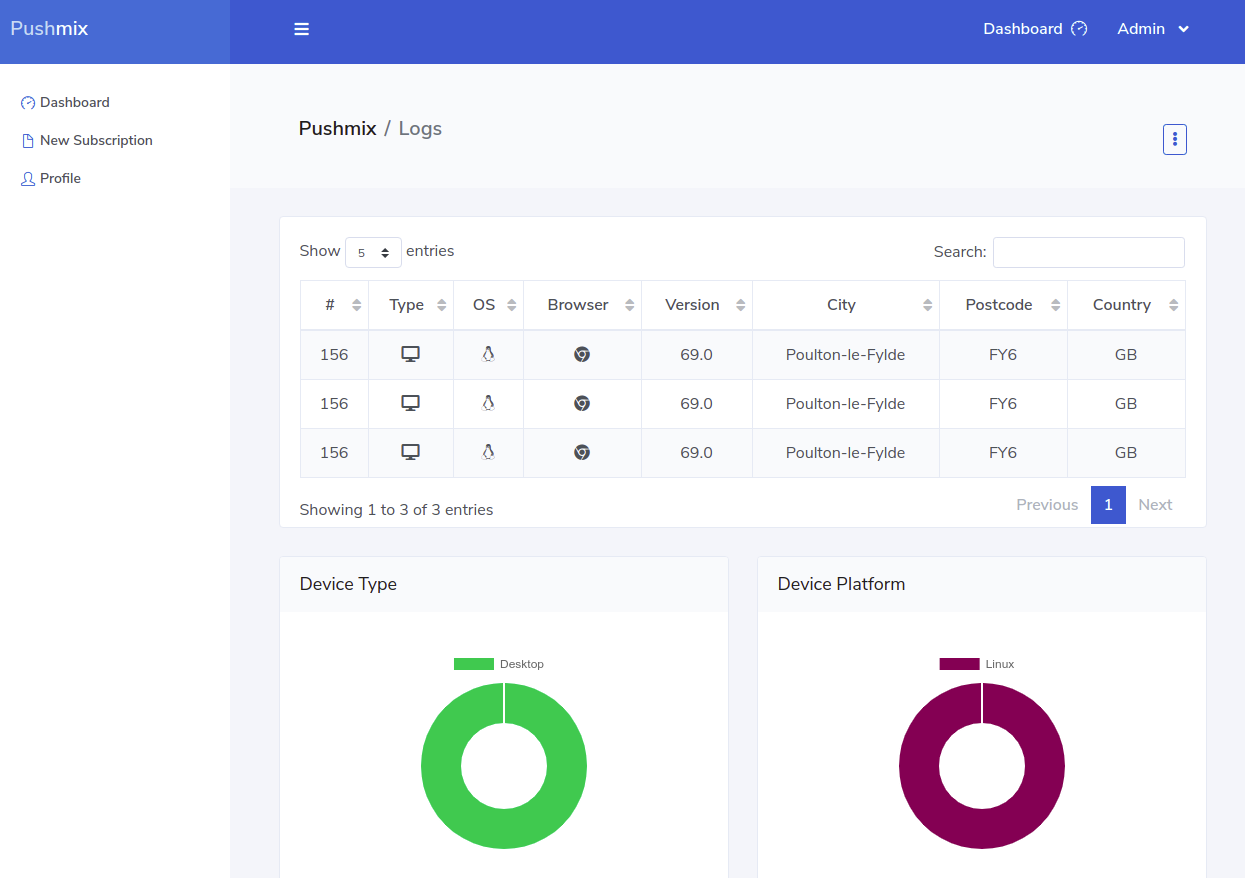 Pushmix
Dashboard Admin
Dashboard
New Subscription
Profile
Pushmix / Logs
Show 5 entries Search:
# Type OS Browser Version City Postcode Country
156 69.0 Poulton-le-Fylde FY6 GB
156 69.0 Poulton-le-Fylde FY6 GB
156 69.0 Poulton-le-Fylde FY6 GB
Showing 1 to 3 of 3 entries Previous 1 Next
Device Type Device Platform
Desktop Linux